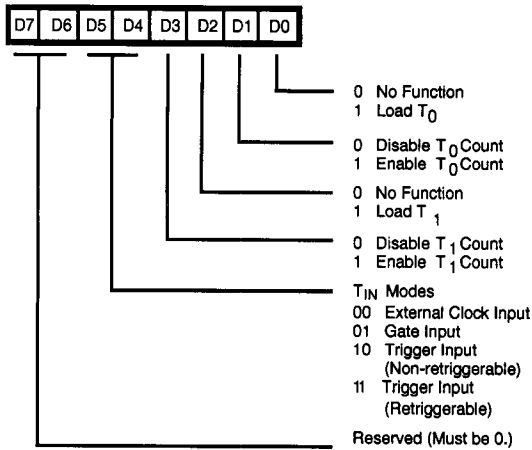 D7 D6 D5 D4 D3 D2 D1 D0
0 No Function
1 Load T0
0 Disable T0 Count
1 Enable T0 Count
0 No Function
1 Load T1
0 Disable T1 Count
1 Enable T1 Count
TIN Modes
00 External Clock Input
01 Gate Input
10 Trigger Input
(Non-retriggerable)
11 Trigger Input
(Retriggerable)
Reserved (Must be 0.)